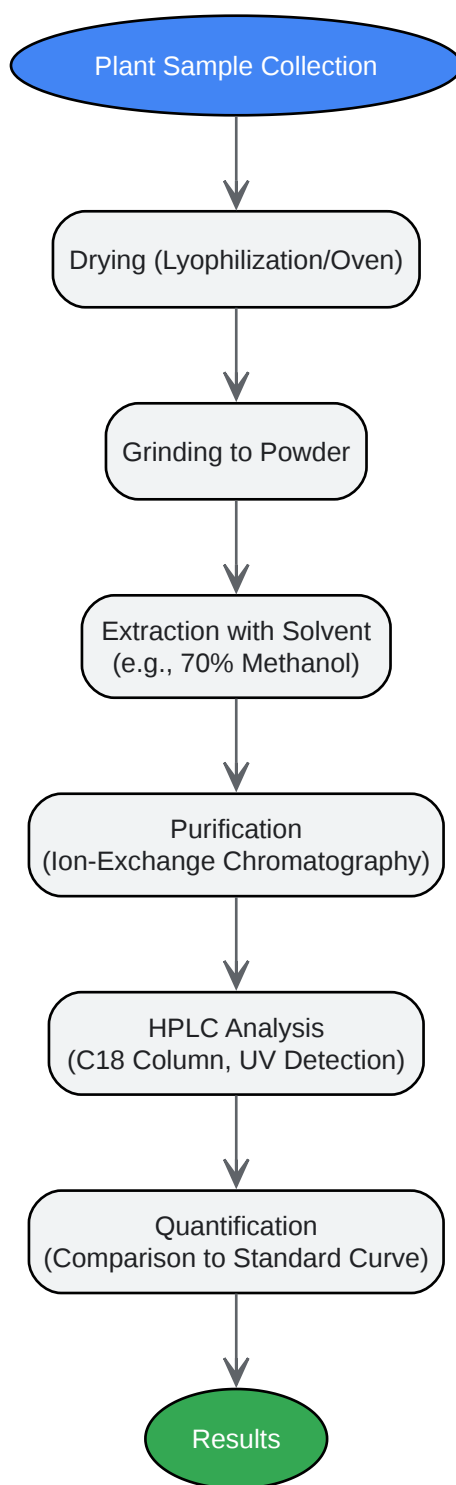 Plant Sample Collection
Drying (Lyophilization/Oven)
Grinding to Powder
Extraction with Solvent
(e.g., 70% Methanol)
Purification
(Ion-Exchange Chromatography)
HPLC Analysis
(C18 Column, UV Detection)
Quantification
(Comparison to Standard Curve)
Results